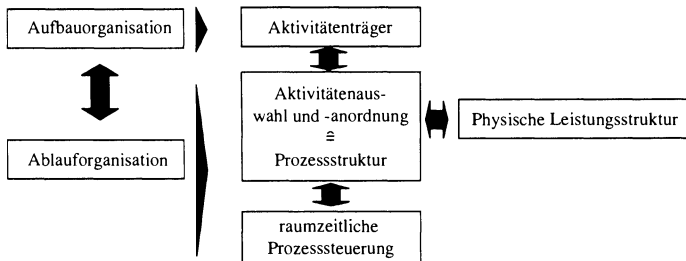 Aufbauorganisation
Aktivitätenträger
Aktivitätenaus-
wahl und -anordnung
≙
Prozessstruktur
Physische Leistungsstruktur
Ablauforganisation
raumzeitliche
Prozesssteuerung